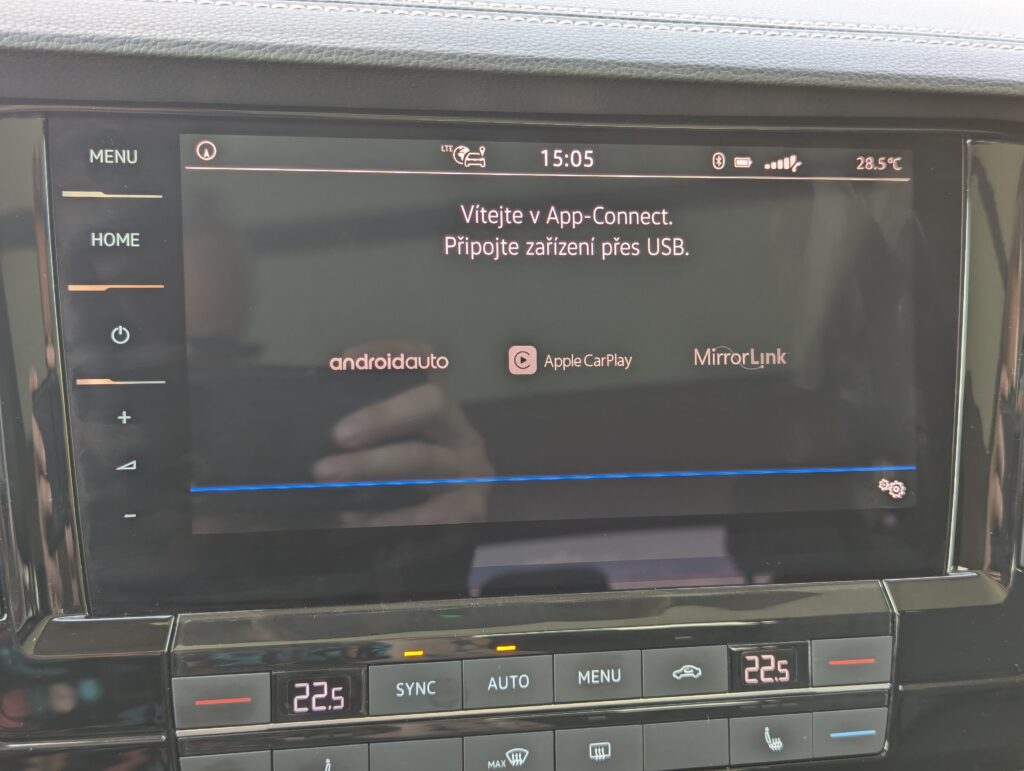 MENU
LTE
15:05
28.5°C
HOME
Vítejte v App-Connect.
Připojte zařízení přes USB.
androidauto
Apple CarPlay
MirrorLink
+
-
22.5
SYNC
AUTO
MENU
22.5
MAX